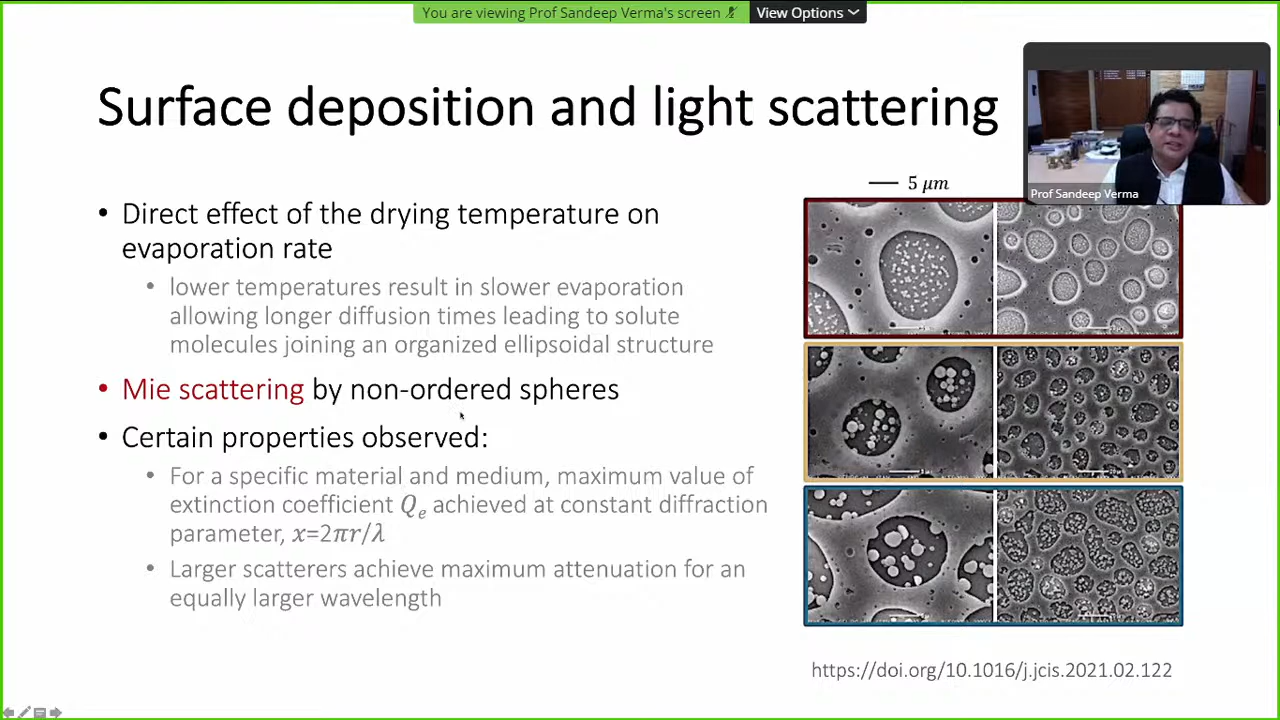 You are viewing Prof Sandeep Verma's screen
View Options
Surface deposition and light scattering
Prof Sandeep Verma
5 μm
• Direct effect of the drying temperature on
evaporation rate
• lower temperatures result in slower evaporation
allowing longer diffusion times leading to solute
molecules joining an organized ellipsoidal structure
• Mie scattering by non-ordered spheres
• Certain properties observed:
• For a specific material and medium, maximum value of
extinction coefficient Qₑ achieved at constant diffraction
parameter, x=2πr/λ
• Larger scatterers achieve maximum attenuation for an
equally larger wavelength
https://doi.org/10.1016/j.jcis.2021.02.122